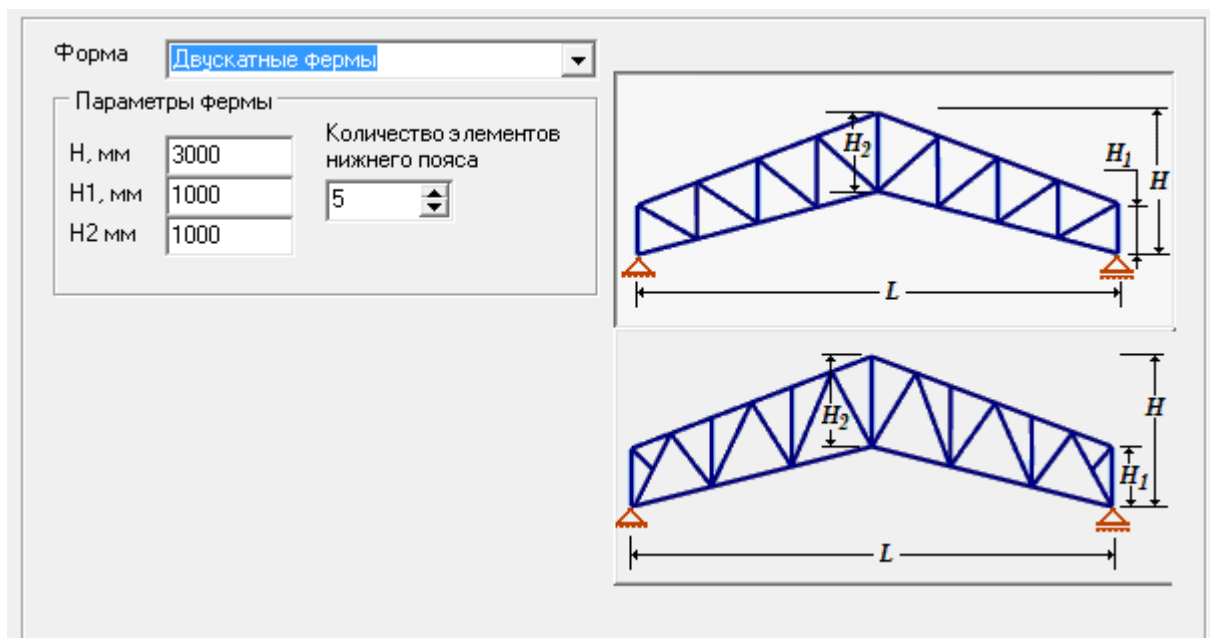 Форма
Двускатные фермы
Параметры фермы
H, мм 3000
H1, мм 1000
H2 мм 1000
Количество элементов
нижнего пояса
5
H2
H1
H
L
H2
H
H1
L